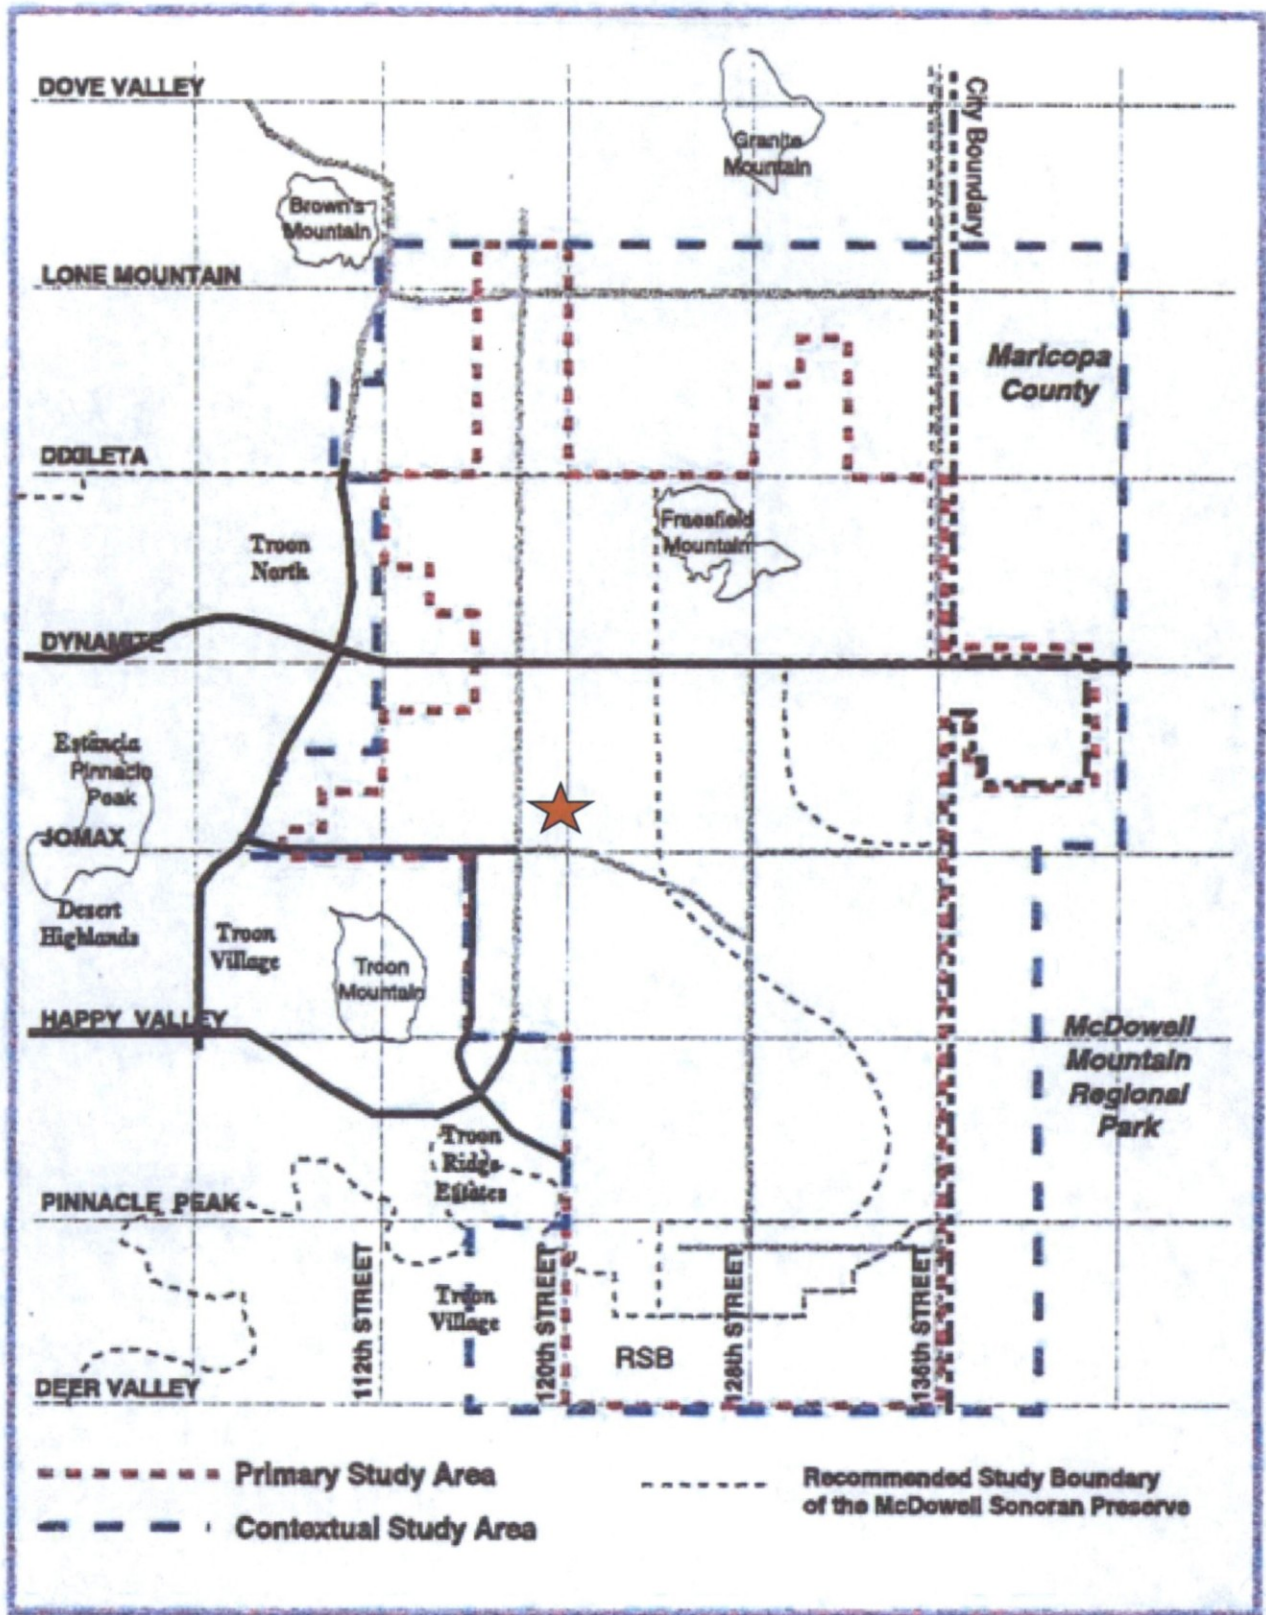 DOVE VALLEY
City Boundary
Granite
Mountain
Brown's
Mountain
LONE MOUNTAIN
Maricopa
County
DIXILETA
Fraesfield
Mountain
Troon
North
DYNAMITE
Estancia
Pinnacle
Peak
JOMAX
Desert
Highlands
Troon
Village
Troon
Mountain
HAPPY VALLEY
McDowell
Mountain
Regional
Park
Troon
Ridge
Estates
PINNACLE PEAK
112th STREET
120th STREET
128th STREET
136th STREET
Troon
Village
RSB
DEER VALLEY
Primary Study Area
Contextual Study Area
Recommended Study Boundary
of the McDowell Sonoran Preserve